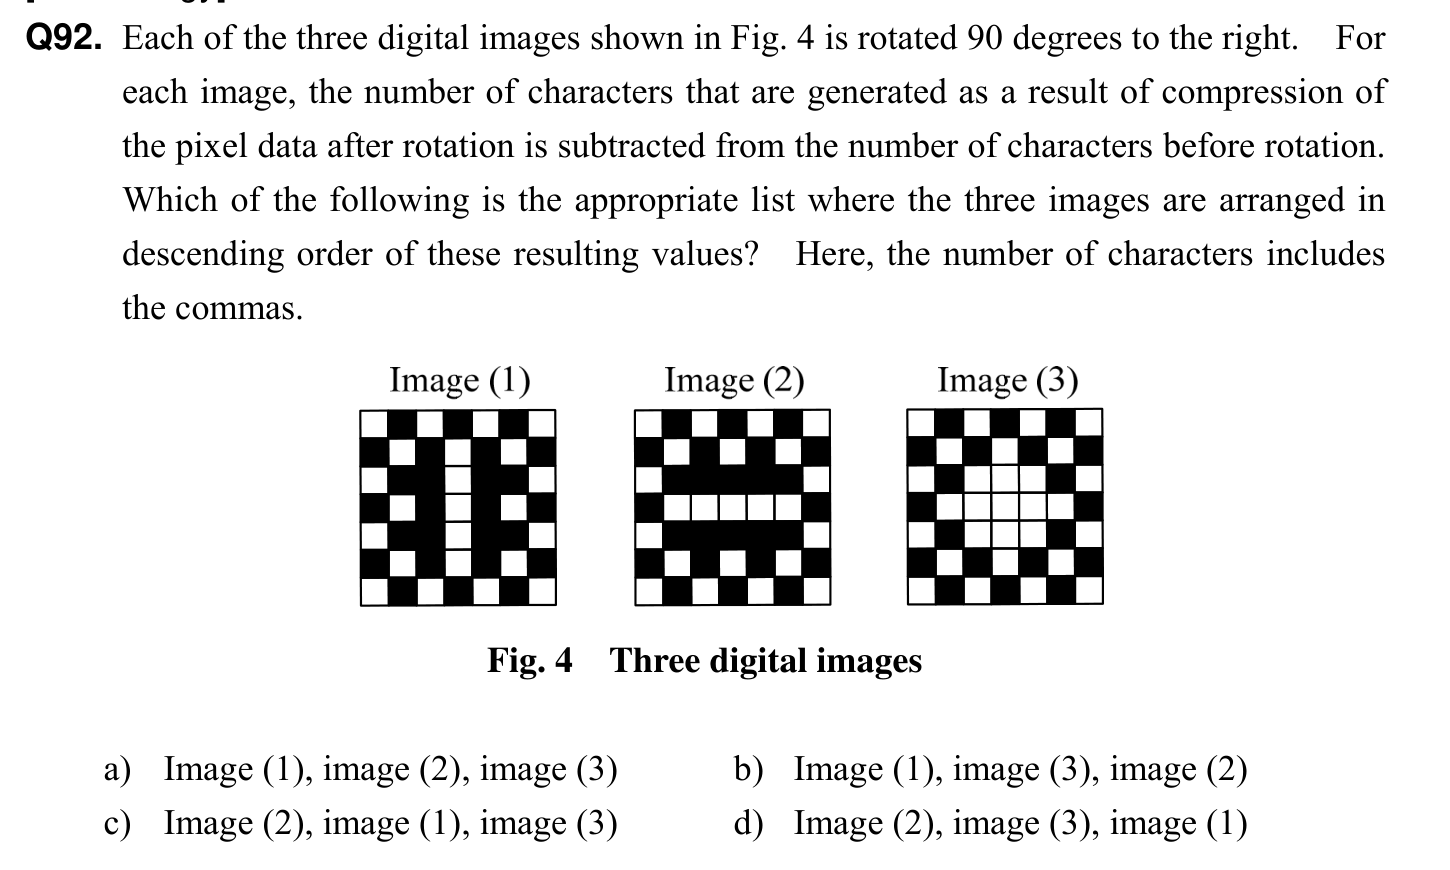 Q92. Each of the three digital images shown in Fig. 4 is rotated 90 degrees to the right. For
each image, the number of characters that are generated as a result of compression of
the pixel data after rotation is subtracted from the number of characters before rotation.
Which of the following is the appropriate list where the three images are arranged in
descending order of these resulting values? Here, the number of characters includes
the commas.
Image (1) Image (2) Image (3)
Fig. 4 Three digital images
a) Image (1), image (2), image (3) b) Image (1), image (3), image (2)
c) Image (2), image (1), image (3) d) Image (2), image (3), image (1)